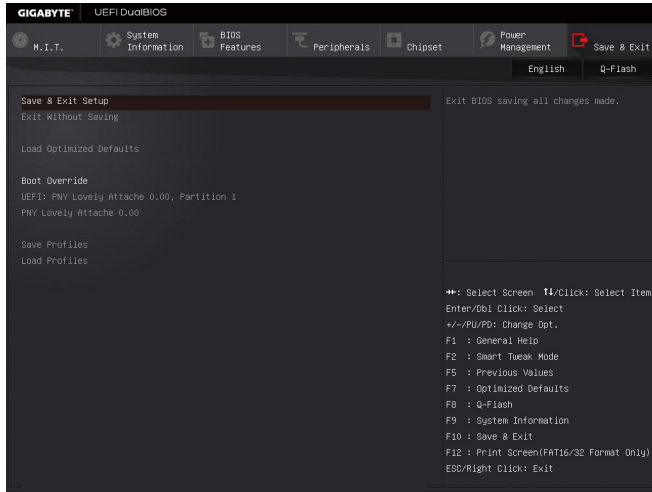 GIGABYTE™ UEFI DualBIOS
M.I.T.
System Information
BIOS Features
Peripherals
Chipset
Power Management
Save & Exit
English Q-Flash
Save & Exit Setup
Exit Without Saving
Load Optimized Defaults
Boot Override
UEFI: PNY Lovely Attache 0.00, Partition 1
PNY Lovely Attache 0.00
Save Profiles
Load Profiles
Exit BIOS saving all changes made.
→←: Select Screen ↑↓/Click: Select Item
Enter/Dbl Click: Select
+/-/PU/PD: Change Opt.
F1 : General Help
F2 : Smart Tweak Mode
F5 : Previous Values
F7 : Optimized Defaults
F8 : Q-Flash
F9 : System Information
F10 : Save & Exit
F12 : Print Screen(FAT16/32 Format Only)
ESC/Right Click: Exit